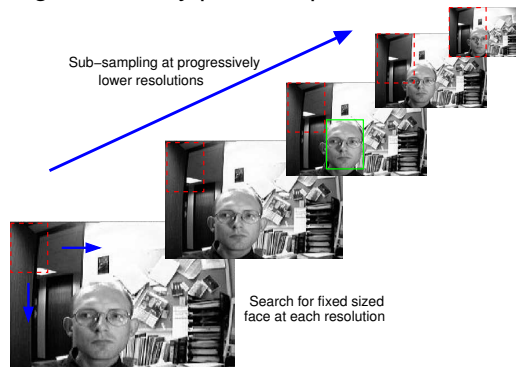 Sub−sampling at progressively
lower resolutions
Search for fixed sized
face at each resolution